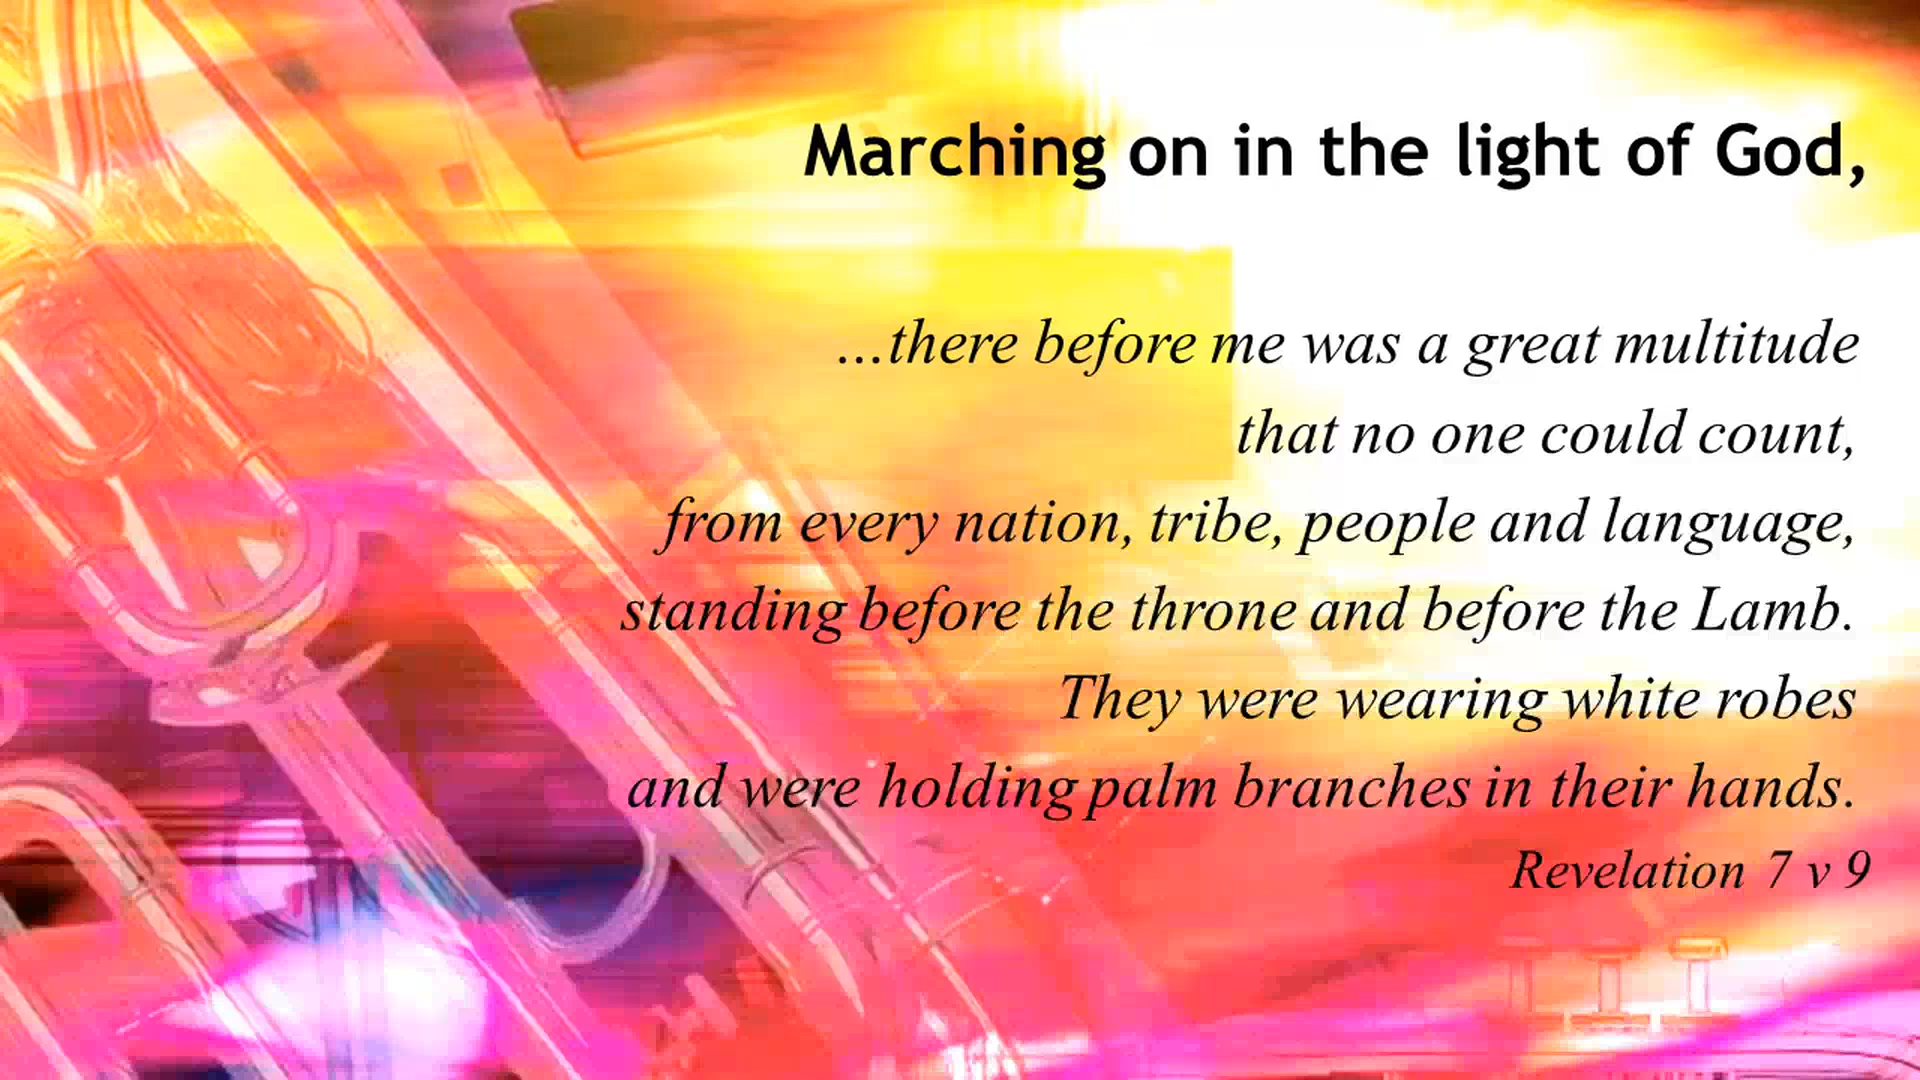 Marching on in the light of God,
...there before me was a great multitude
that no one could count,
from every nation, tribe, people and language,
standing before the throne and before the Lamb.
They were wearing white robes
and were holding palm branches in their hands.
Revelation 7 v 9